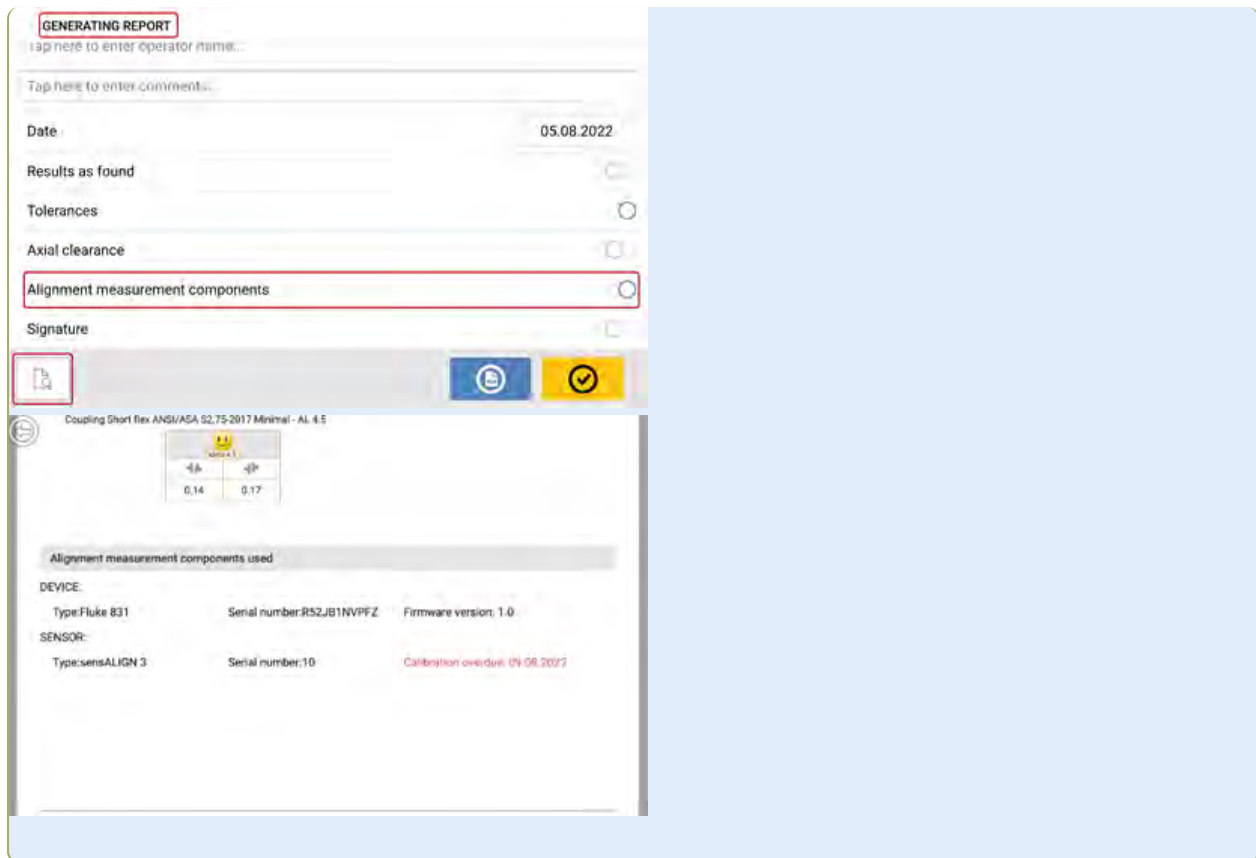 GENERATING REPORT
Tap here to enter operator name...
Tap here to enter comments...
Date 05.08.2022
Results as found
Tolerances
Axial clearance
Alignment measurement components
Signature
Coupling Short flex ANSI/ASA S2.75-2017 Minimal - AL 4.5
0,14 0,17
Alignment measurement components used
DEVICE:
Type:Fluke 831 Serial number:R52JB1NVPFZ Firmware version: 1.0
SENSOR:
Type:sensALIGN 3 Serial number:10 Calibration overdue: 09.08.2022